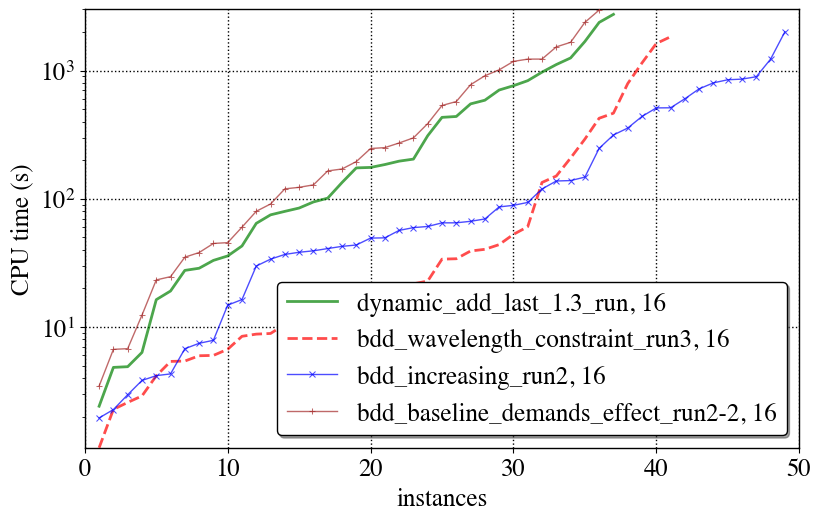 CPU time (s)
10³
10²
10¹
dynamic_add_last_1.3_run, 16
bdd_wavelength_constraint_run3, 16
bdd_increasing_run2, 16
bdd_baseline_demands_effect_run2-2, 16
0 10 20 30 40 50
instances